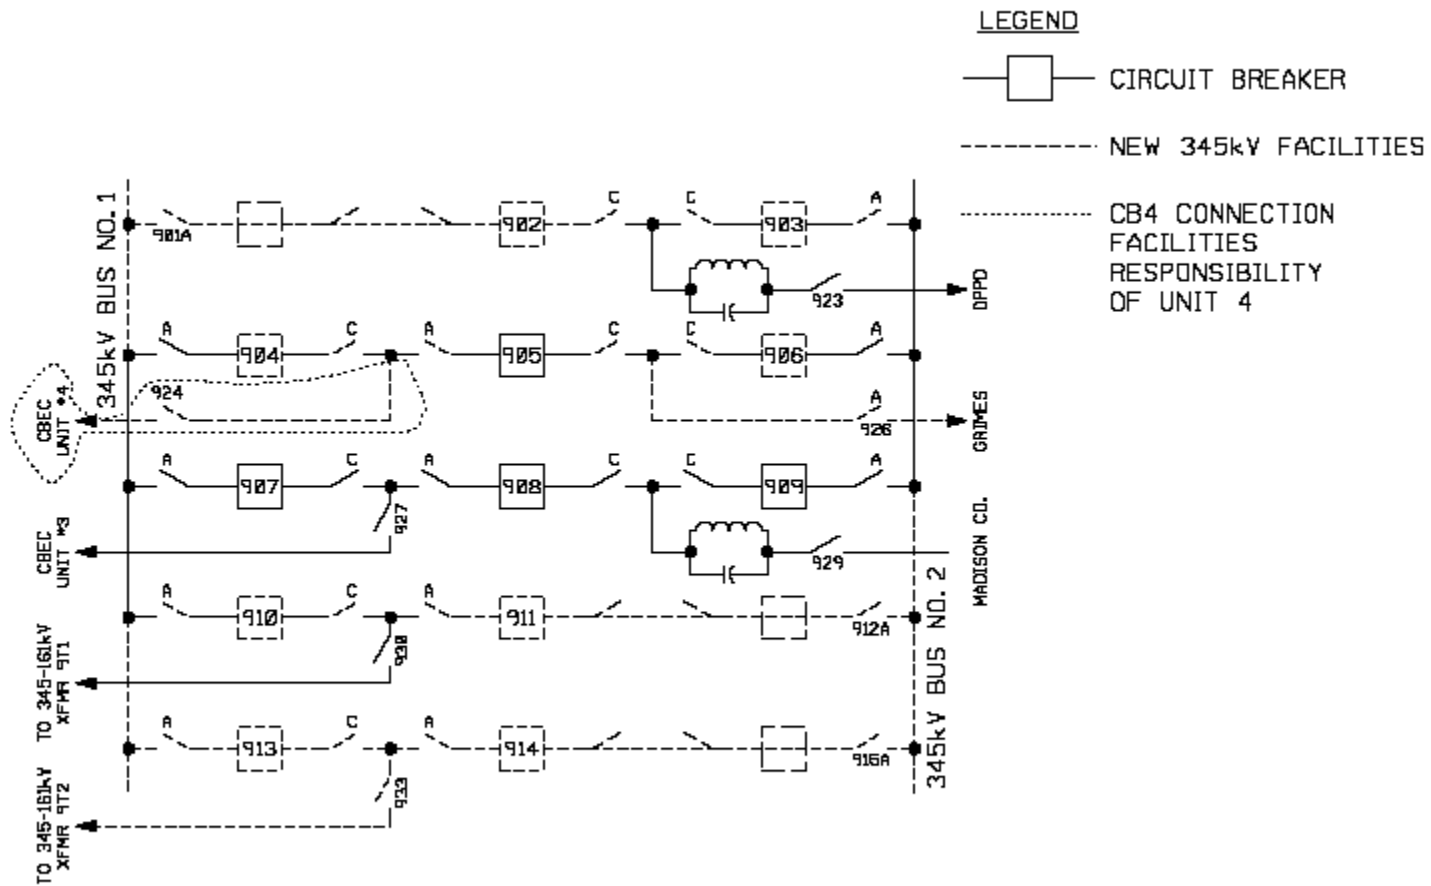 LEGEND
CIRCUIT BREAKER
NEW 345kV FACILITIES
CB4 CONNECTION
FACILITIES
RESPONSIBILITY
OF UNIT 4
345kV BUS NO.1
901A
902
C
C
903
A
923
OPPD
A
904
C
A
905
C
C
906
A
924
CBEC
UNIT #4
A
926
GRIMES
A
907
C
A
908
C
C
909
A
927
CBEC
UNIT #3
929
MADISON CO.
A
910
C
A
911
912A
930
TO 345-161kV
XFMR 9T1
345kV BUS NO. 2
A
913
C
A
914
915A
933
TO 345-161kV
XFMR 9T2